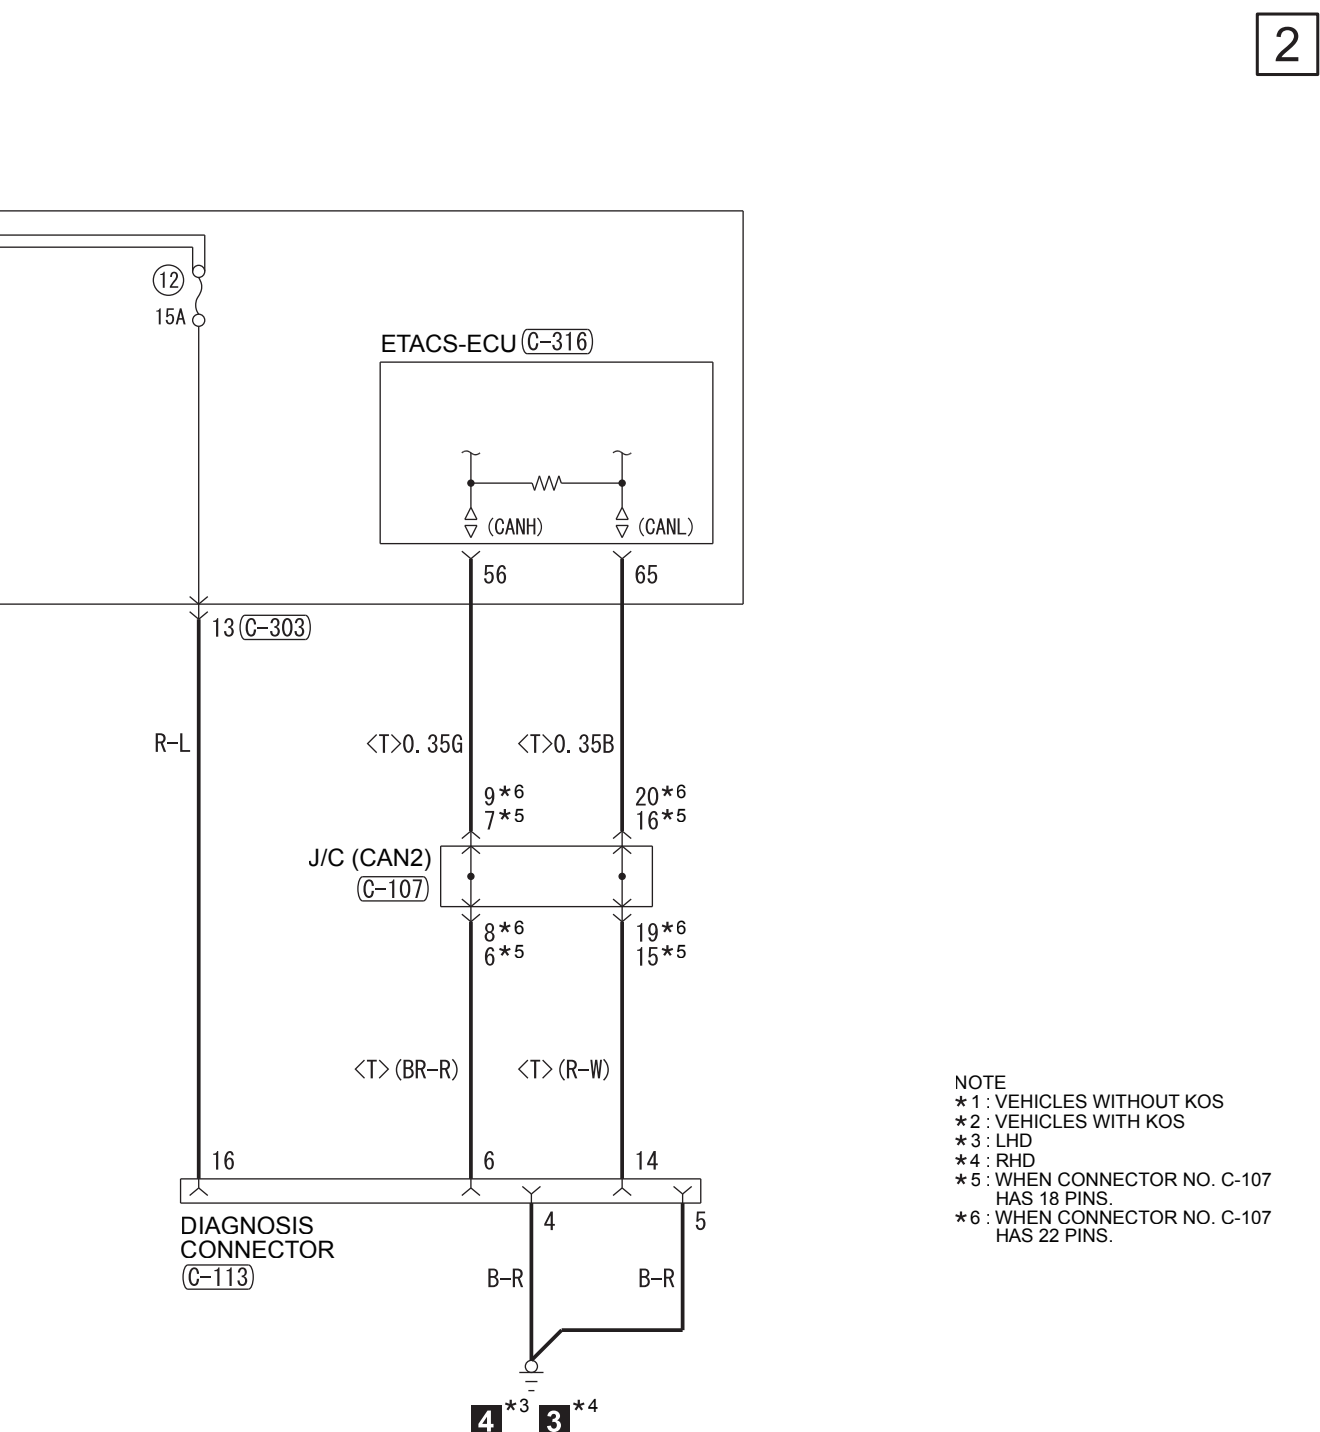 2
12
15A
ETACS-ECU C-316
(CANH) (CANL)
56 65
13 C-303
R-L <T>0.35G <T>0.35B
9*6 20*6
7*5 16*5
J/C (CAN2)
C-107
8*6 19*6
6*5 15*5
<T>(BR-R) <T>(R-W)
16 6 14
4 5
DIAGNOSIS
CONNECTOR
C-113
B-R B-R
4*3 3*4
NOTE
*1 : VEHICLES WITHOUT KOS
*2 : VEHICLES WITH KOS
*3 : LHD
*4 : RHD
*5 : WHEN CONNECTOR NO. C-107
HAS 18 PINS.
*6 : WHEN CONNECTOR NO. C-107
HAS 22 PINS.